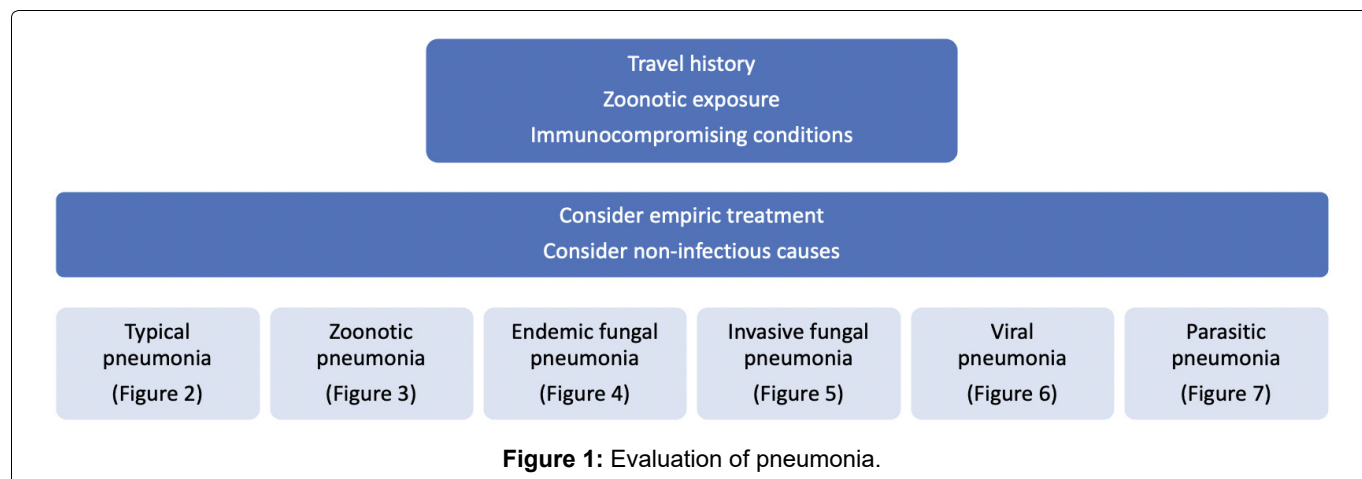 Travel history
Zoonotic exposure
Immunocompromising conditions
Consider empiric treatment
Consider non-infectious causes
Typical
pneumonia
(Figure 2)
Zoonotic
pneumonia
(Figure 3)
Endemic fungal
pneumonia
(Figure 4)
Invasive fungal
pneumonia
(Figure 5)
Viral
pneumonia
(Figure 6)
Parasitic
pneumonia
(Figure 7)
Figure 1: Evaluation of pneumonia.